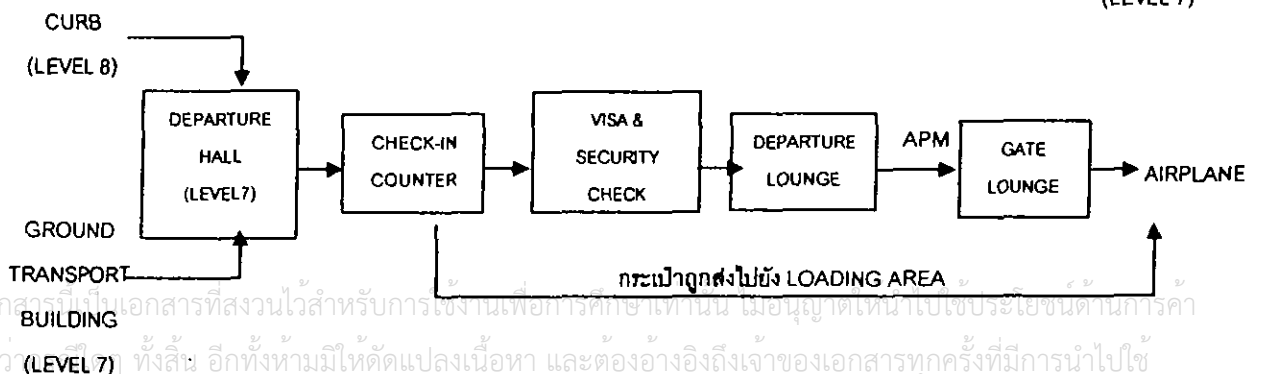 (LEVEL 7)
CURB
(LEVEL 8)
DEPARTURE
HALL
(LEVEL7)
CHECK-IN
COUNTER
VISA &
SECURITY
CHECK
DEPARTURE
LOUNGE
APM
GATE
LOUNGE
AIRPLANE
GROUND
TRANSPORT
BUILDING
(LEVEL 7)
กระเป๋าถูกส่งไปยัง LOADING AREA
เป็นเอกสารที่สงวนไว้สำหรับการใช้งานเพื่อการศึกษาเท่านั้น ไม่อนุญาตให้นำไปใช้ประโยชน์ด้านการค้า
ทั้งสิ้น อีกทั้งห้ามมิให้ดัดแปลงเนื้อหา และต้องอ้างอิงถึงเจ้าของเอกสารทุกครั้งที่มีการนำไปใช้